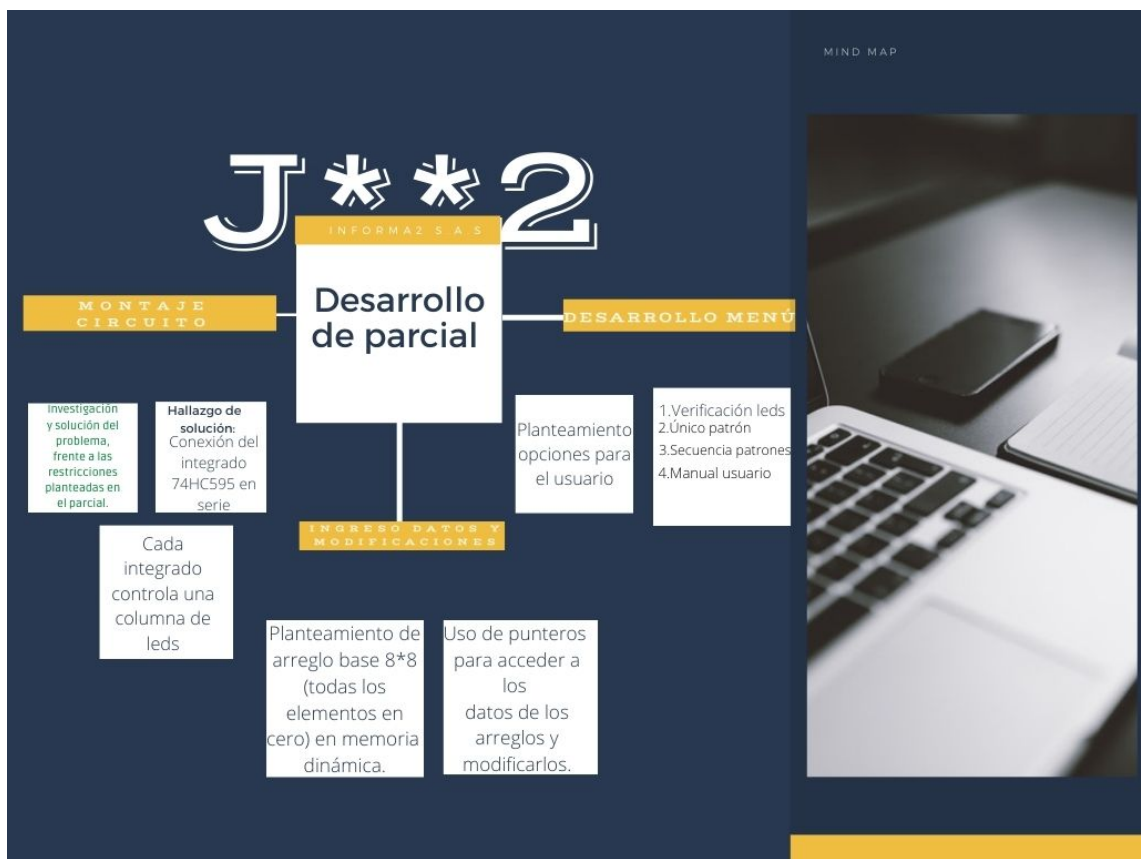 MIND MAP
J**2
INFORMA2 S.A.S
Desarrollo
de parcial
MONTAJE
CIRCUITO
DESARROLLO MENÚ
Investigación
y solución del
problema,
frente a las
restricciones
planteadas en
el parcial.
Hallazgo de
solución:
Conexión del
integrado
74HC595 en
serie
Cada
integrado
controla una
columna de
leds
Planteamiento
opciones para
el usuario
1.Verificación leds
2.Único patrón
3.Secuencia patrones
4.Manual usuario
INGRESO DATOS Y
MODIFICACIONES
Planteamiento de
arreglo base 8*8
(todas los
elementos en
cero) en memoria
dinámica.
Uso de punteros
para acceder a
los
datos de los
arreglos y
modificarlos.